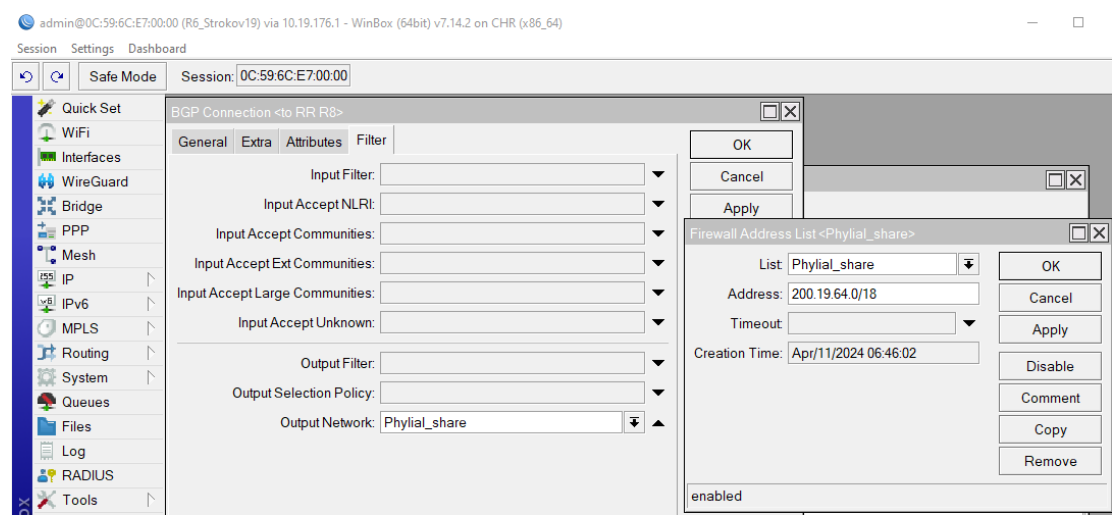 admin@0C:59:6C:E7:00:00 (R6_Strokov19) via 10.19.176.1 - WinBox (64bit) v7.14.2 on CHR (x86_64)
Session Settings Dashboard
Safe Mode Session: 0C:59:6C:E7:00:00
Quick Set
WiFi
Interfaces
WireGuard
Bridge
PPP
Mesh
IP
IPv6
MPLS
Routing
System
Queues
Files
Log
RADIUS
Tools
BGP Connection <to RR R8>
General Extra Attributes Filter
Input Filter:
Input Accept NLRI:
Input Accept Communities:
Input Accept Ext Communities:
Input Accept Large Communities:
Input Accept Unknown:
Output Filter:
Output Selection Policy:
Output Network: Phylial_share
OK
Cancel
Apply
Firewall Address List <Phylial_share>
List: Phylial_share
Address: 200.19.64.0/18
Timeout:
Creation Time: Apr/11/2024 06:46:02
OK
Cancel
Apply
Disable
Comment
Copy
Remove
enabled